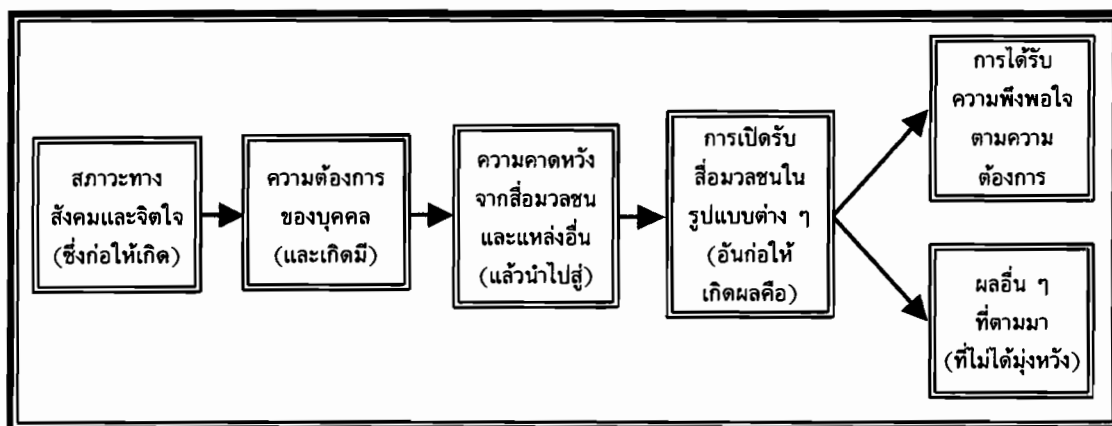 สภาวะทาง
สังคมและจิตใจ
(ซึ่งก่อให้เกิด)
ความต้องการ
ของบุคคล
(และเกิดมี)
ความคาดหวัง
จากสื่อมวลชน
และแหล่งอื่น
(แล้วนำไปสู่)
การเปิดรับ
สื่อมวลชนใน
รูปแบบต่าง ๆ
(อันก่อให้
เกิดผลคือ)
การได้รับ
ความพึงพอใจ
ตามความ
ต้องการ
ผลอื่น ๆ
ที่ตามมา
(ที่ไม่ได้มุ่งหวัง)